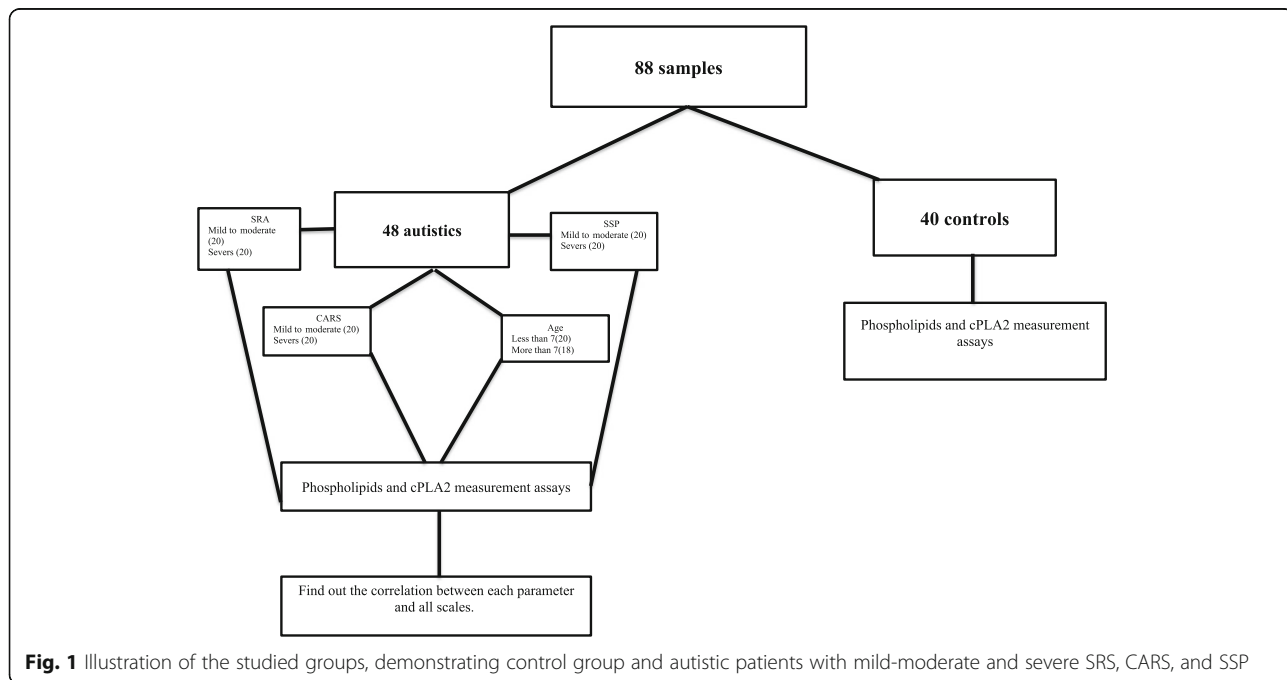 88 samples
48 autistics
40 controls
SRA
Mild to moderate
(20)
Severs (20)
SSP
Mild to moderate (20)
Severs (20)
CARS
Mild to moderate (20)
Severs (20)
Age
Less than 7(20)
More than 7(18)
Phospholipids and cPLA2 measurement
assays
Phospholipids and cPLA2 measurement assays
Find out the correlation between each parameter
and all scales.
Fig. 1 Illustration of the studied groups, demonstrating control group and autistic patients with mild-moderate and severe SRS, CARS, and SSP